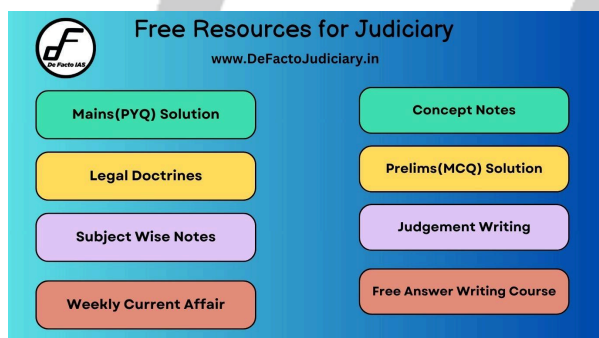 De Facto IAS
Free Resources for Judiciary
www.DeFactoJudiciary.in
Mains(PYQ) Solution
Legal Doctrines
Subject Wise Notes
Weekly Current Affair
Concept Notes
Prelims(MCQ) Solution
Judgement Writing
Free Answer Writing Course